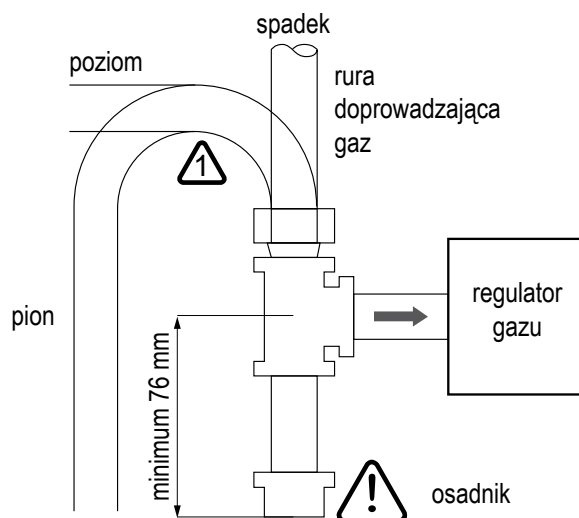 spadek
poziom
rura
doprowadzająca
gaz
1
pion
minimum 76 mm
regulator
gazu
!
osadnik